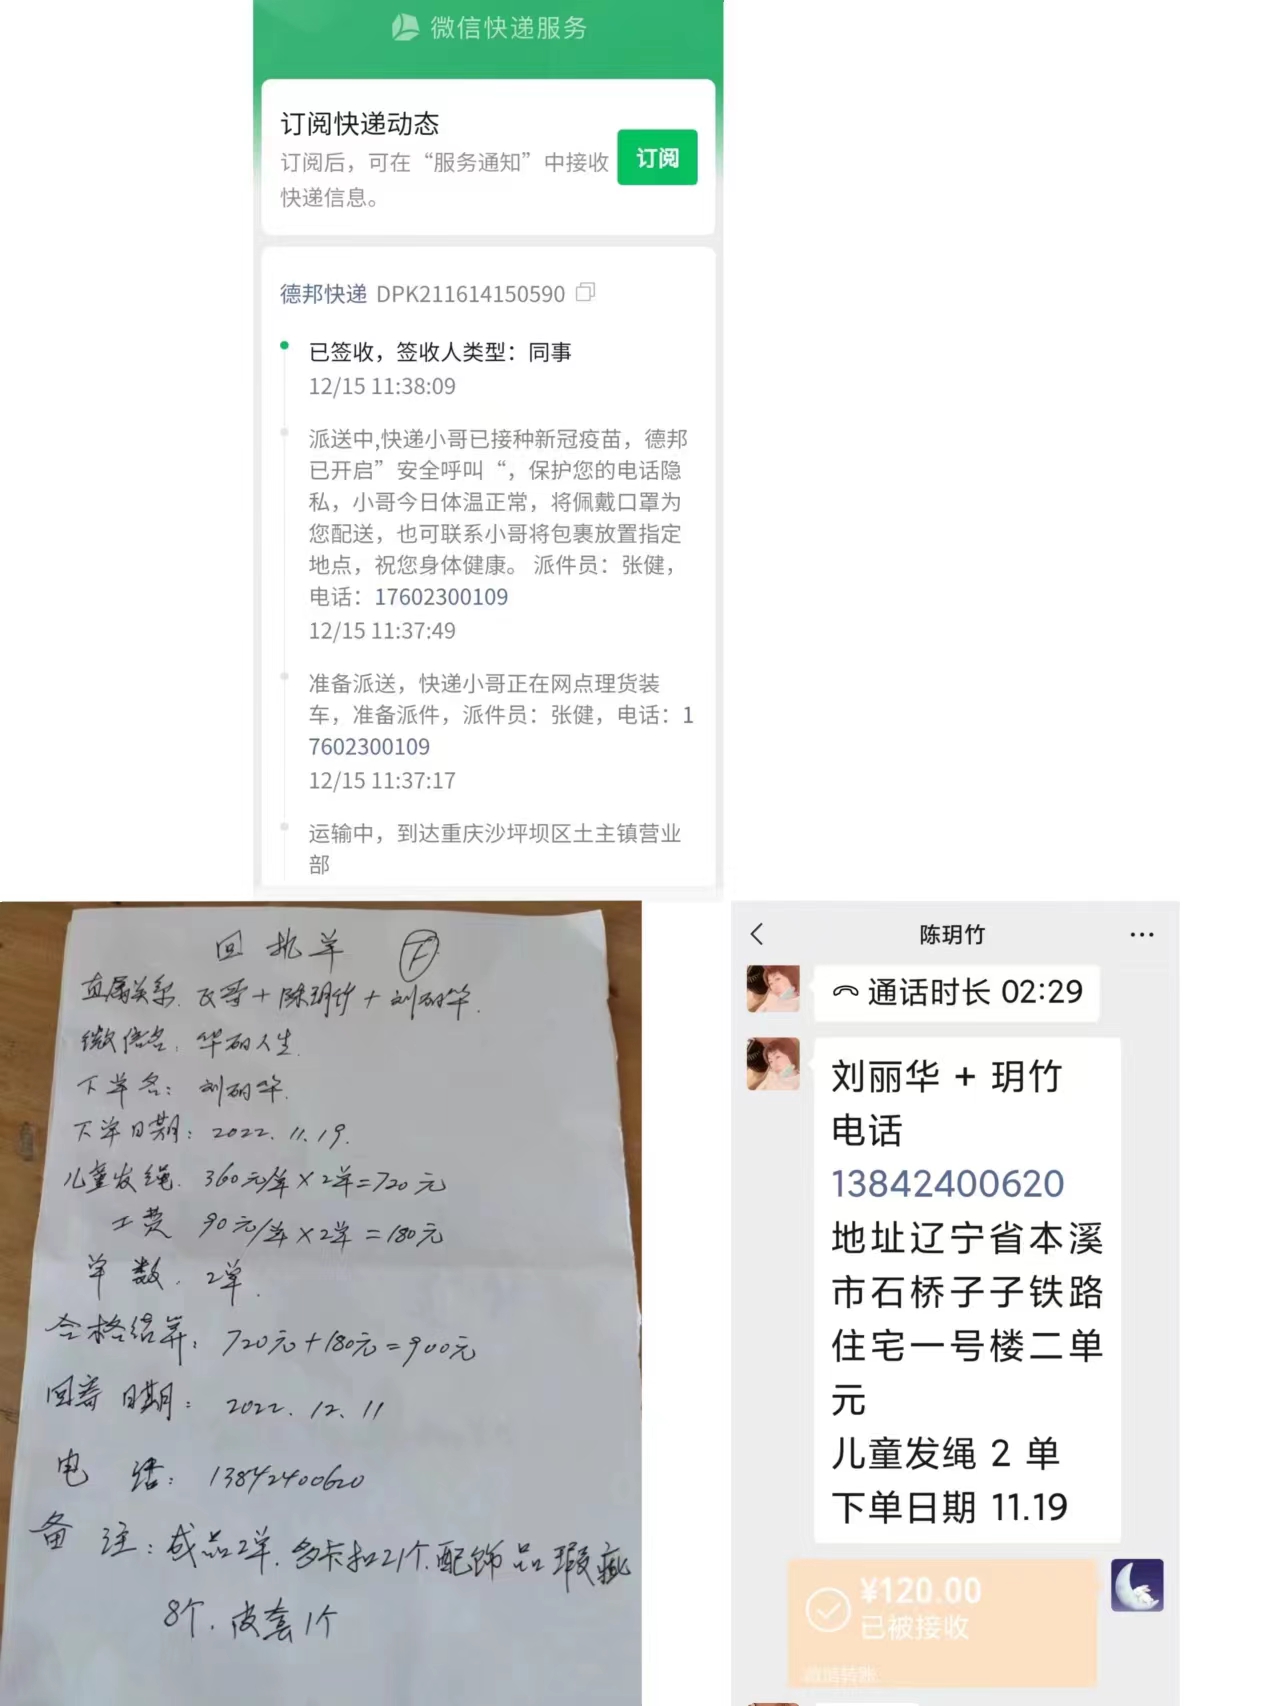 微信快递服务
订阅快递动态
订阅后，可在“服务通知”中接收
快递信息。
订阅
德邦快递 DPK211614150590
已签收，签收人类型：同事
12/15 11:38:09
派送中,快递小哥已接种新冠疫苗，德邦
已开启”安全呼叫“，保护您的电话隐
私，小哥今日体温正常，将佩戴口罩为
您配送，也可联系小哥将包裹放置指定
地点，祝您身体健康。 派件员：张健，
电话：17602300109
12/15 11:37:49
准备派送，快递小哥正在网点理货装
车，准备派件，派件员：张健，电话：1
7602300109
12/15 11:37:17
运输中，到达重庆沙坪坝区土主镇营业
部
回执单 下
直属关系. 飞哥+陈玥竹+刘丽华.
微信名. 华丽人生.
下单名：刘丽华.
下单日期：2022.11.19.
儿童发绳. 360元/单×2单=720元
工费 90元/单×2单=180元
单数. 2单.
合格结算：720元+180元=900元
回寄日期：2022.12.11
电话：13842400620
备注：成品2单.多卡扣21个.配饰品瑕疵
8个.皮套1个
陈玥竹
通话时长 02:29
刘丽华 + 玥竹
电话
13842400620
地址辽宁省本溪
市石桥子子铁路
住宅一号楼二单
元
儿童发绳 2 单
下单日期 11.19
¥120.00
已被接收
微信转账